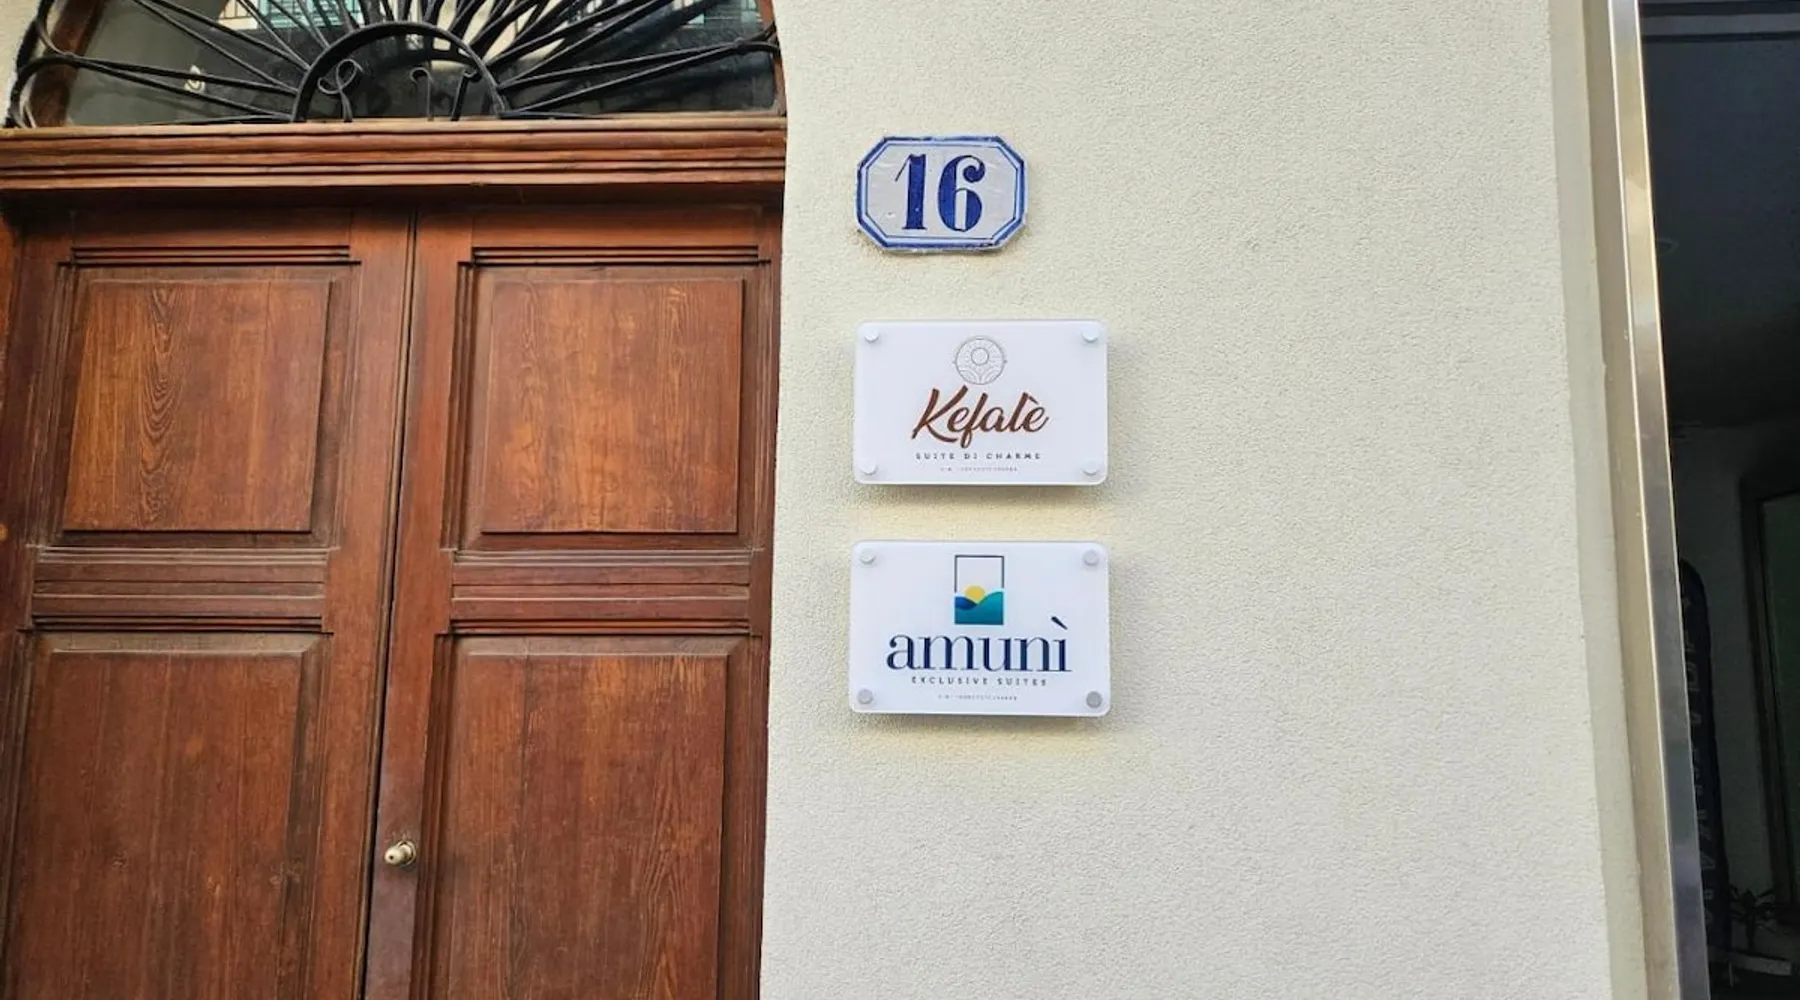 16
Kefalè
SUITE DI CHARME
amunì
EXCLUSIVE SUITES